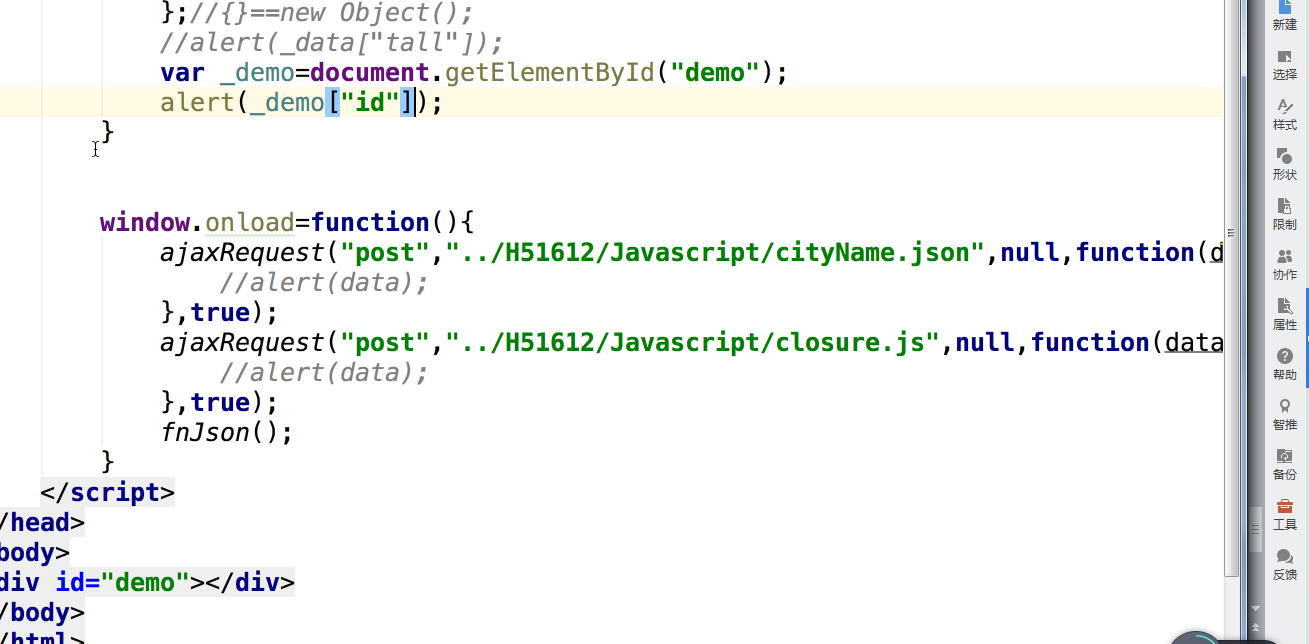 };//{}==new Object();
//alert(_data["tall"]);
var _demo=document.getElementById("demo");
alert(_demo["id"]);
}
window.onload=function(){
ajaxRequest("post","../H51612/Javascript/cityName.json",null,function(d
//alert(data);
},true);
ajaxRequest("post","../H51612/Javascript/closure.js",null,function(data
//alert(data);
},true);
fnJson();
}
</script>
/head>
body>
div id="demo"></div>
/body>
/html>
新建
选择
样式
形状
限制
协作
属性
帮助
智推
备份
工具
反馈